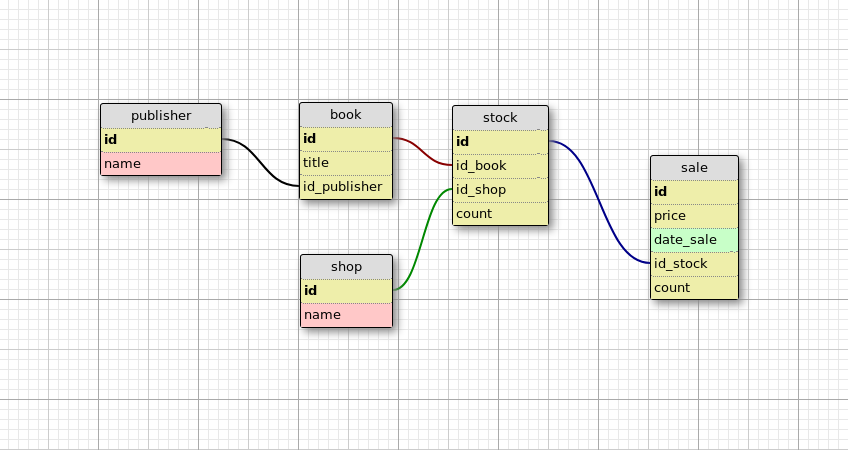 publisher
id
name
book
id
title
id_publisher
shop
id
name
stock
id
id_book
id_shop
count
sale
id
price
date_sale
id_stock
count